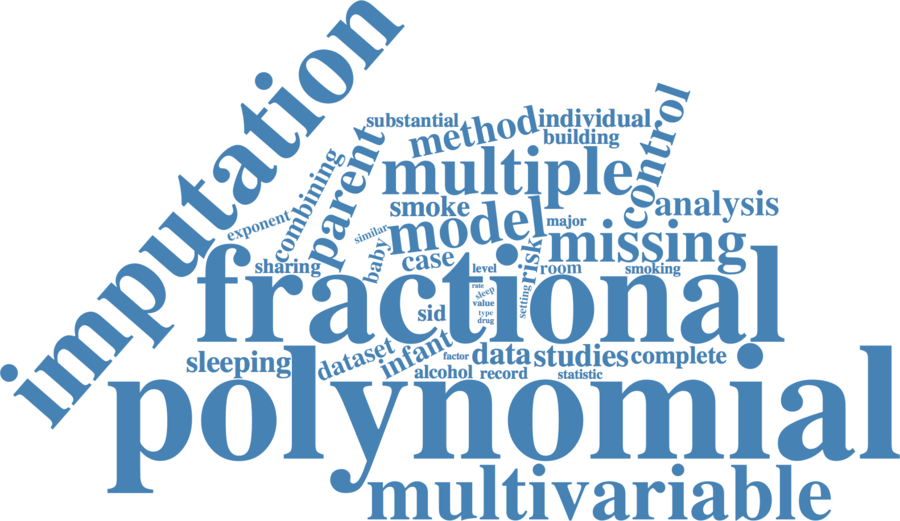 imputation
substantial
method
individual
building
control
combining
parent
multiple
exponent
similar
baby
smoke
model
major
analysis
missing
sharing
case
risk
room
smoking
fractional
level
rate
sleep
value
type
drug
setting
sid
sleeping
dataset
infant
factor
data
studies
complete
alcohol
record
statistic
polynomial
multivariable